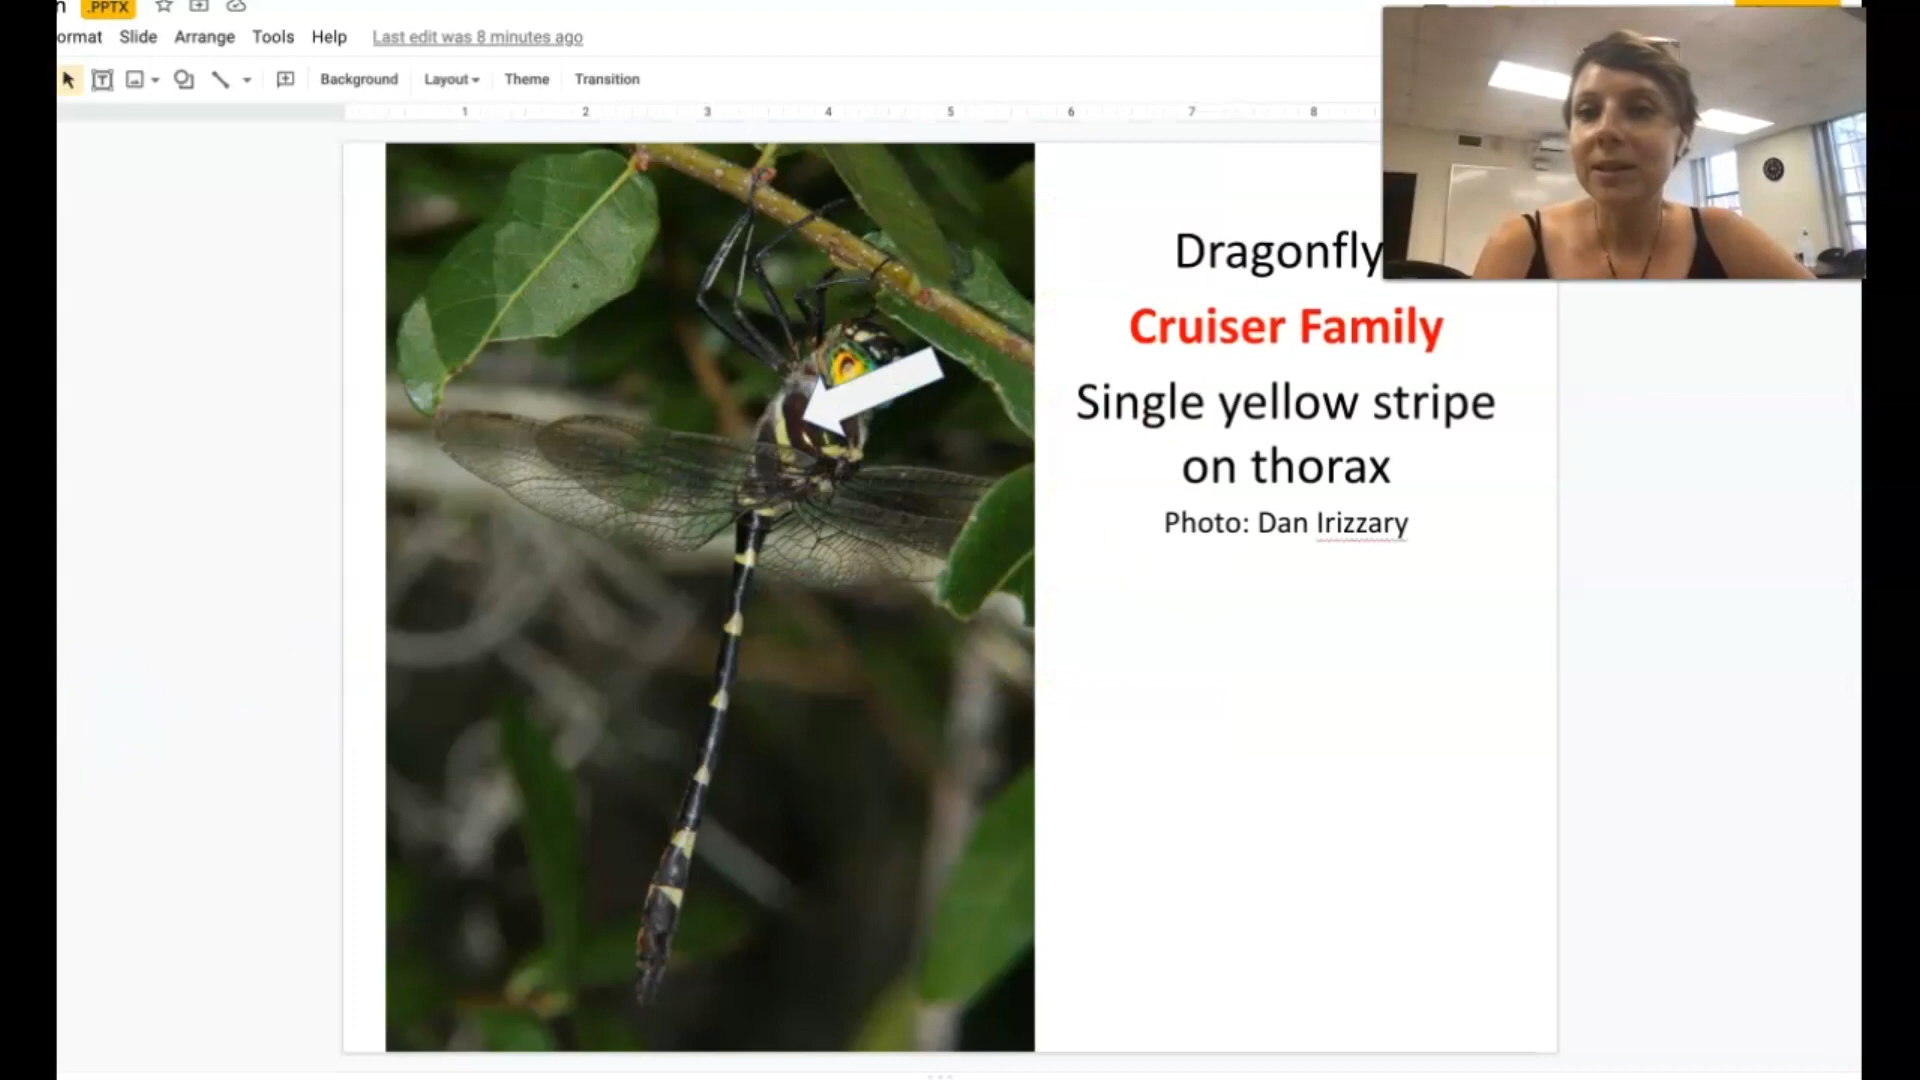 .PPTX
ormat Slide Arrange Tools Help Last edit was 8 minutes ago
Background Layout Theme Transition
1 2 3 4 5 6 7 8
Dragonfly
Cruiser Family
Single yellow stripe
on thorax
Photo: Dan Irizzary